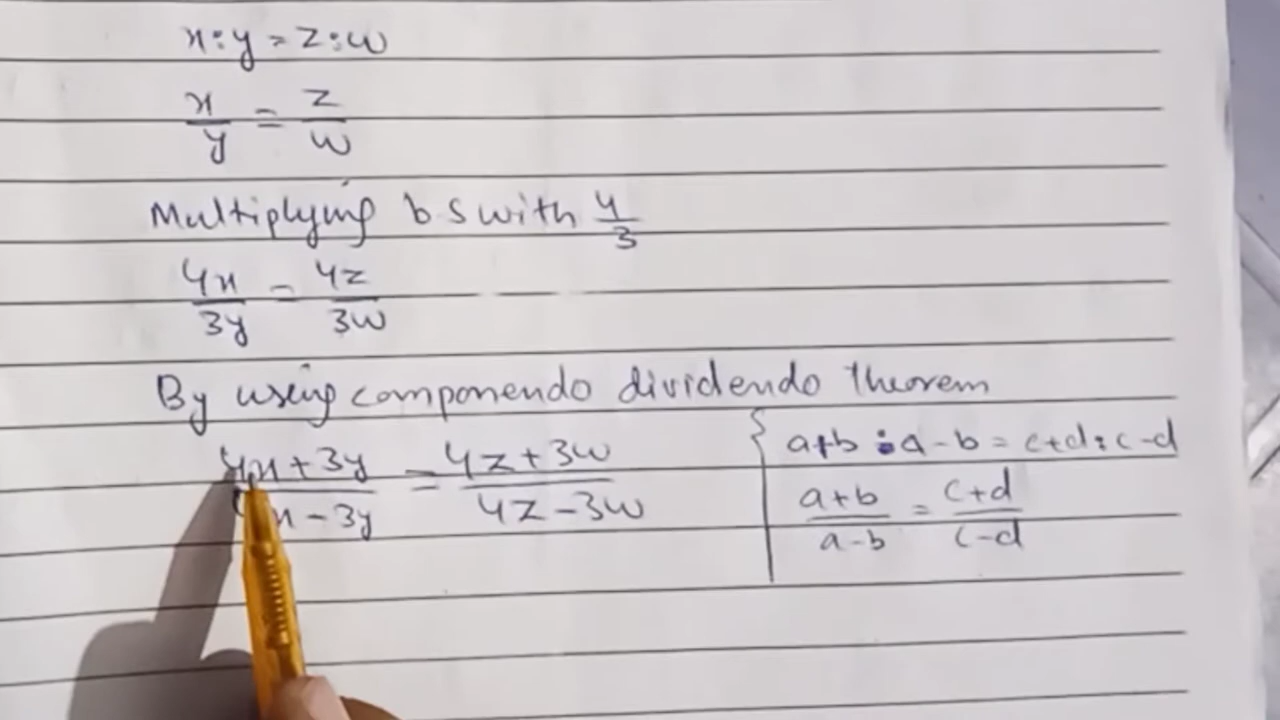 x:y = z:w
x/y = z/w
Multiplying b s with 4/3
4x/3y = 4z/3w
By using componendo dividendo theorem
4x+3y/4x-3y = 4z+3w/4z-3w
a+b : a-b = c+d : c-d
a+b/a-b = c+d/c-d